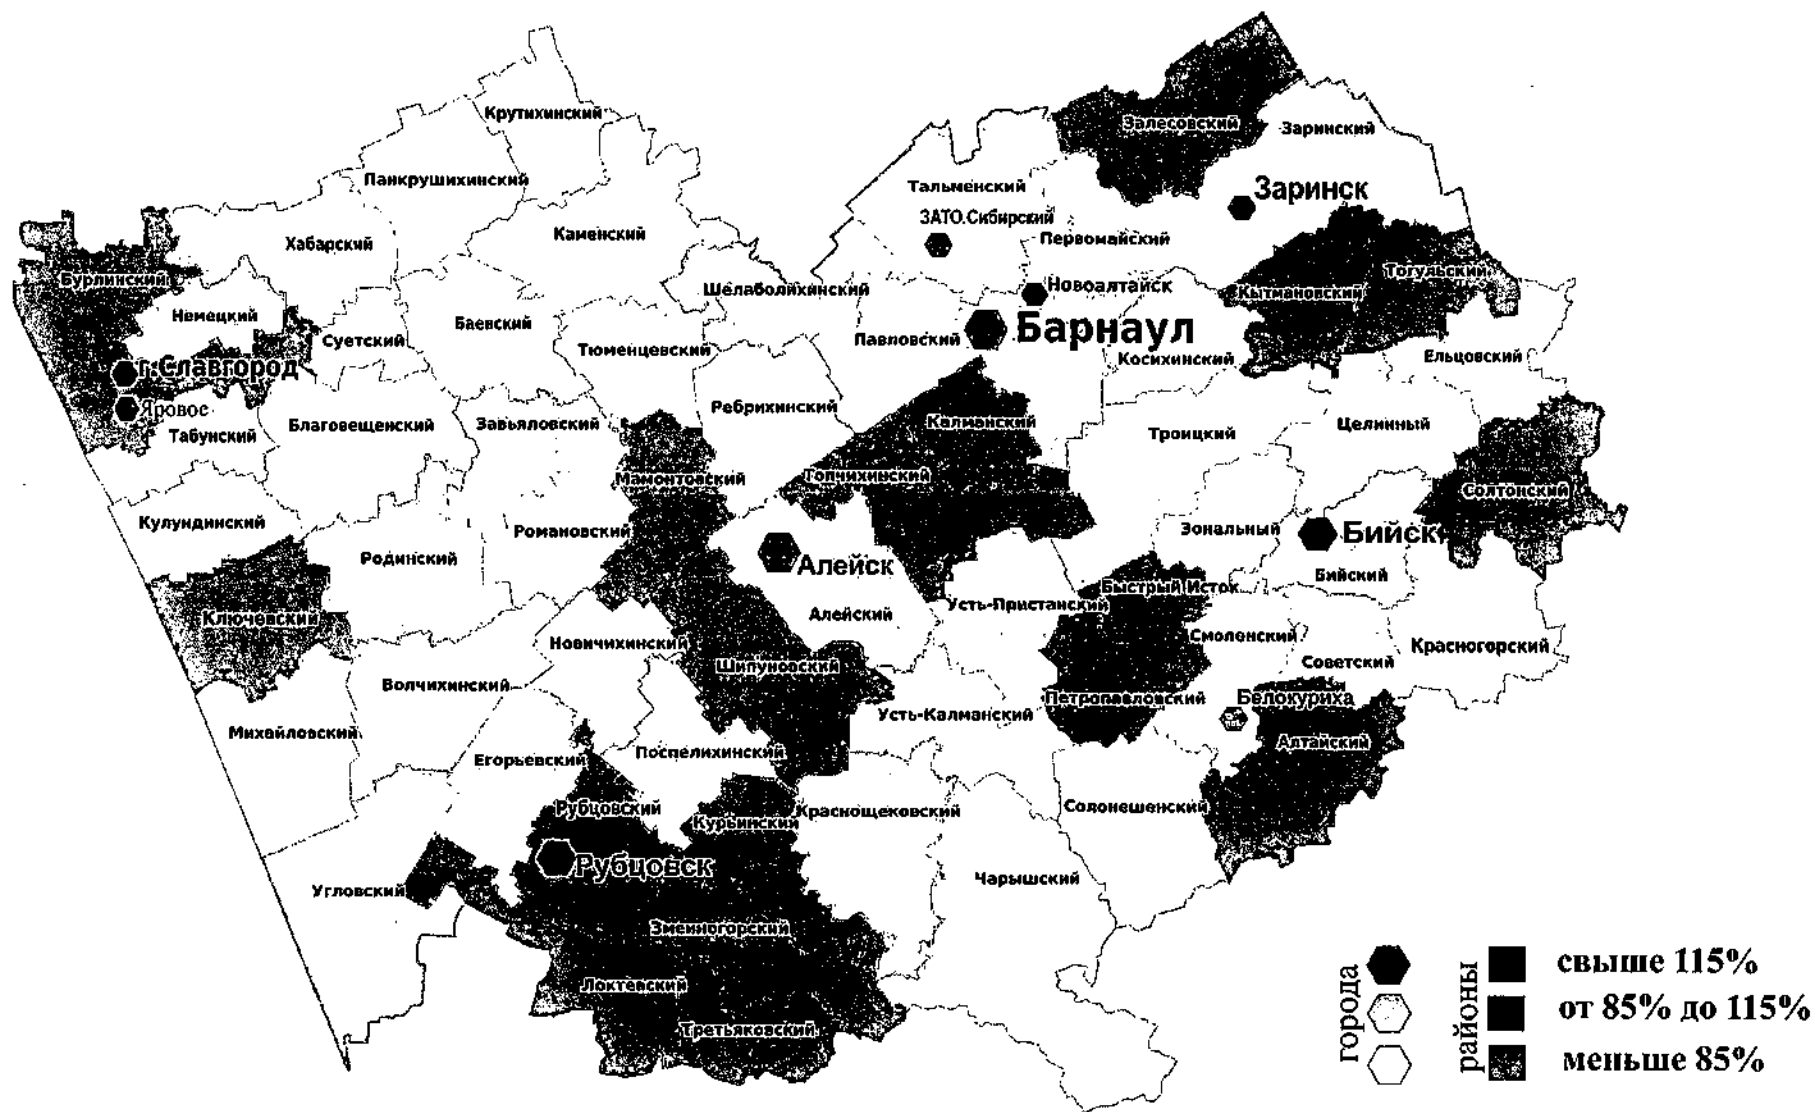 Крутихинский
Залесовский
Заринский
Панкрушихинский
Тальменский
Заринск
ЗАТО.Сибирский
Каменский
Первомайский
Хабарский
Бурлинский
Тогульский
Шелаболихинский
Новоалтайск
Кытмановский
Немецкий
Баевский
Барнаул
Суетский
Павловский
Тюменцевский
Косихинский
Ельцовский
г.Славгород
Яровое
Ребрихинский
Табунский
Благовещенский
Завьяловский
Калманский
Троицкий
Целинный
Мамонтовский
Топчихинский
Солтонский
Кулундинский
Романовский
Зональный
Бийск
Родинский
Алейск
Бийский
Быстрый Исток
Усть-Пристанский
Ключевский
Алейский
Новичихинский
Смоленский
Красногорский
Шипуновский
Советский
Волчихинский
Петропавловский
Белокуриха
Усть-Калманский
Михайловский
Алтайский
Поспелихинский
Егорьевский
Рубцовский
Курьинский
Краснощековский
Солонешенский
Рубцовск
Чарышский
Угловский
Змеиногорский
Локтевский
Третьяковский
города
районы
свыше 115%
от 85% до 115%
меньше 85%